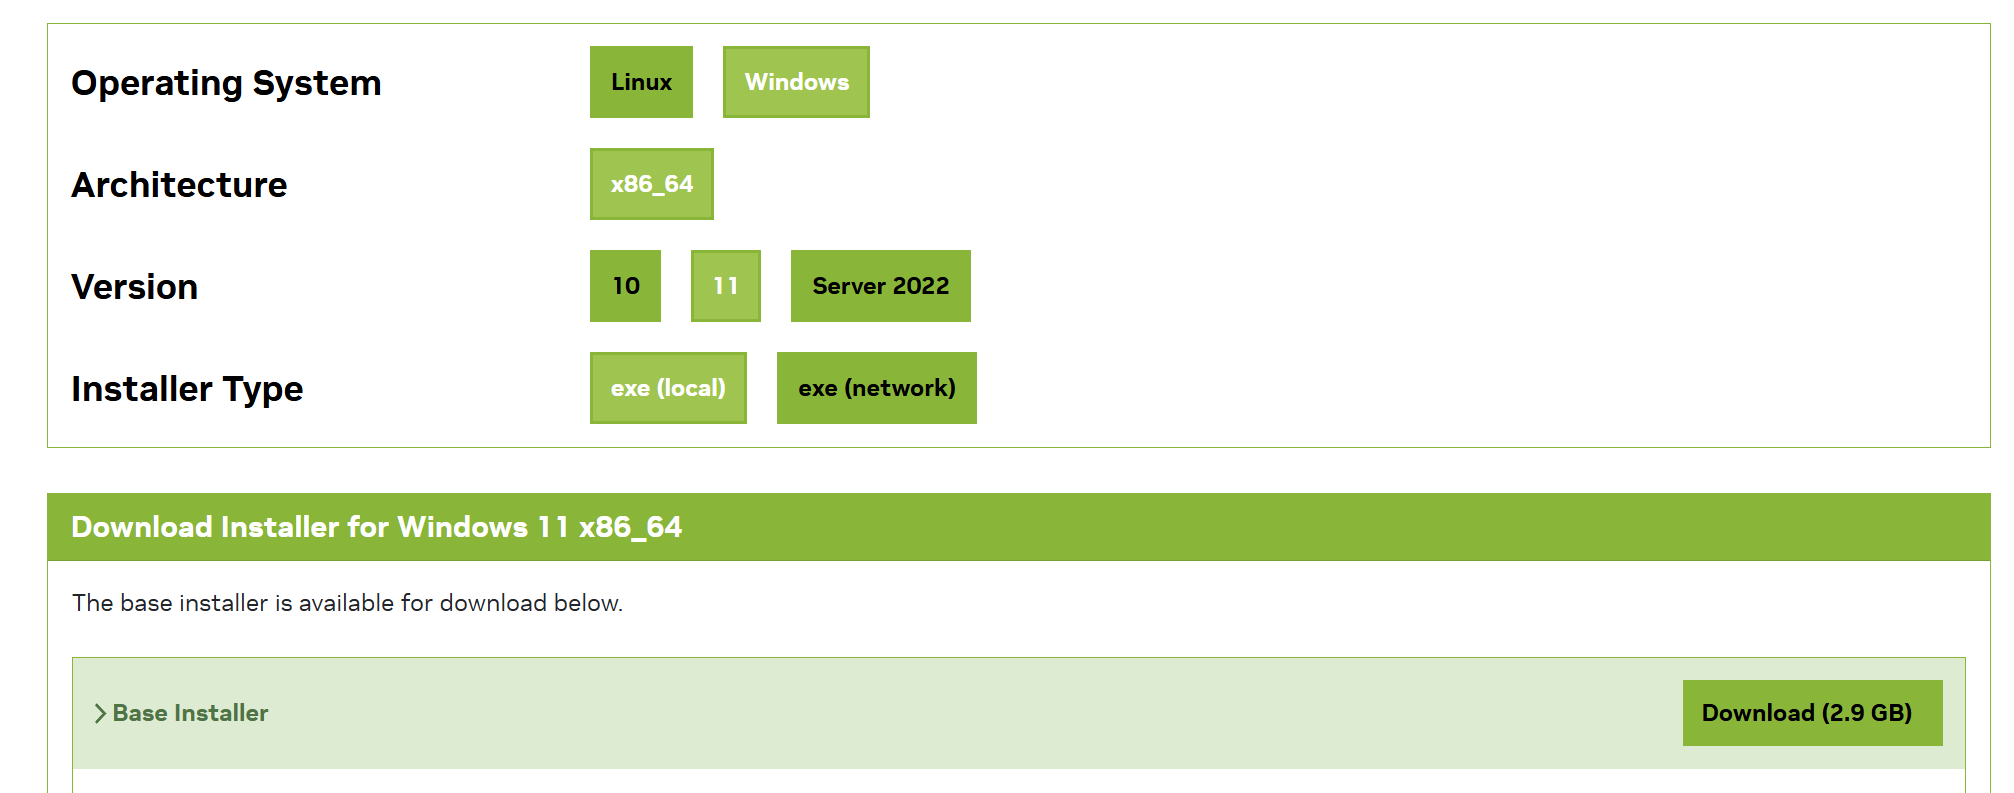 Operating System Linux Windows
Architecture x86_64
Version 10 11 Server 2022
Installer Type exe (local) exe (network)
Download Installer for Windows 11 x86_64
The base installer is available for download below.
Base Installer Download (2.9 GB)